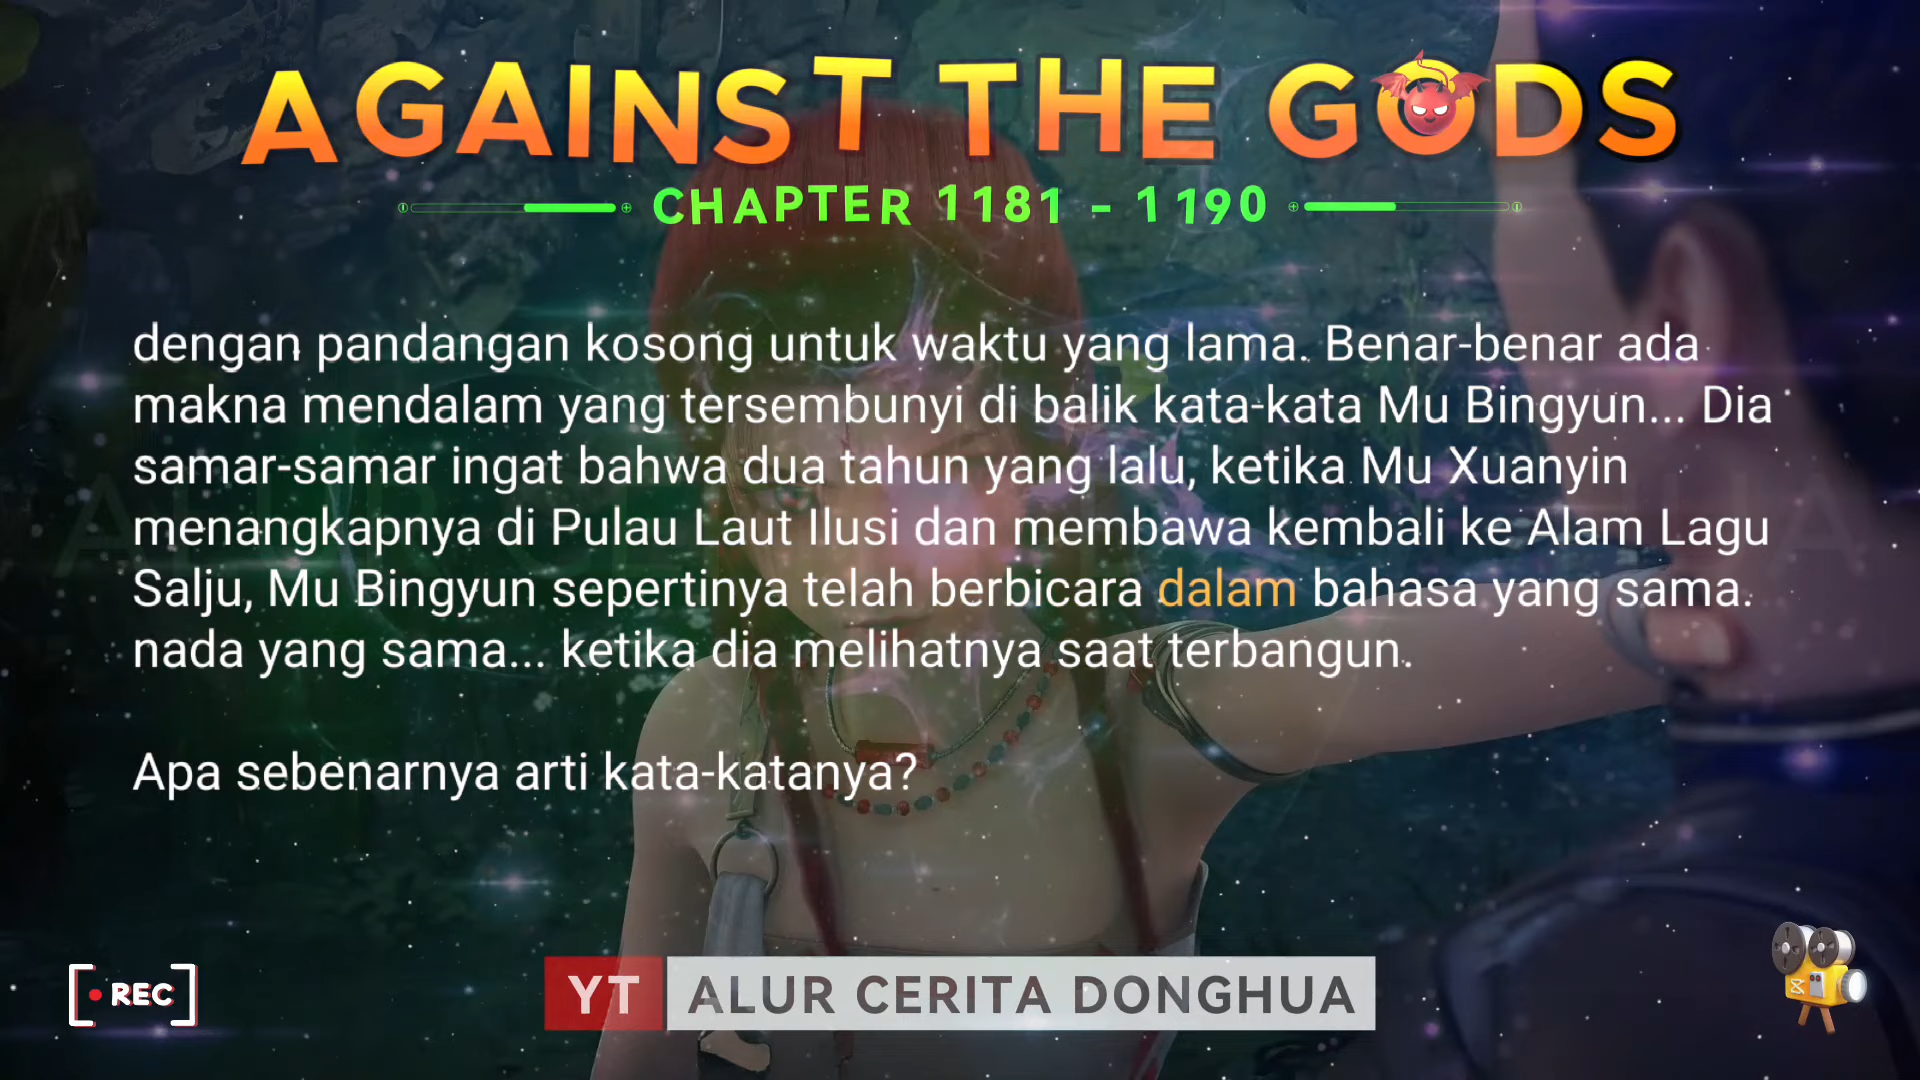 AGAINST THE GODS
CHAPTER 1181 - 1190
dengan pandangan kosong untuk waktu yang lama. Benar-benar ada
makna mendalam yang tersembunyi di balik kata-kata Mu Bingyun... Dia
samar-samar ingat bahwa dua tahun yang lalu, ketika Mu Xuanyin
menangkapnya di Pulau Laut Ilusi dan membawa kembali ke Alam Lagu
Salju, Mu Bingyun sepertinya telah berbicara dalam bahasa yang sama.
nada yang sama... ketika dia melihatnya saat terbangun.
Apa sebenarnya arti kata-katanya?
REC
YT ALUR CERITA DONGHUA